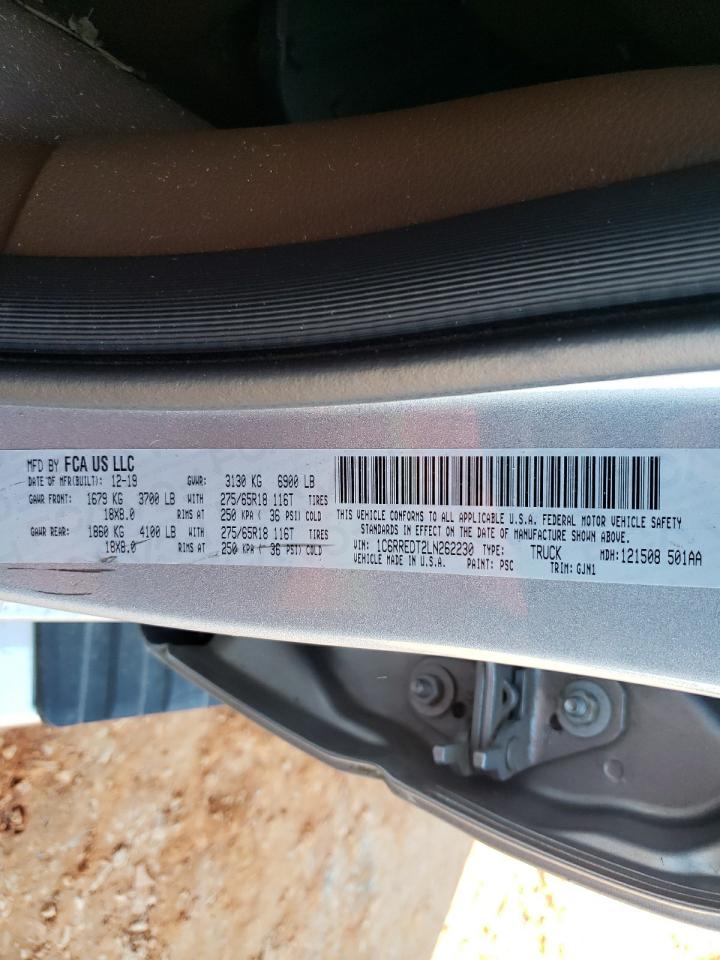 MFD BY FCA US LLC
DATE OF MFR(BUILT): 12-19 GVWR: 3130 KG 6900 LB
GAWR FRONT: 1679 KG 3700 LB WITH 275/65R18 116T TIRES
18X8.0 RIMS AT 250 KPA ( 36 PSI) COLD
GAWR REAR: 1860 KG 4100 LB WITH 275/65R18 116T TIRES
18X8.0 RIMS AT 250 KPA ( 36 PSI) COLD
THIS VEHICLE CONFORMS TO ALL APPLICABLE U.S.A. FEDERAL MOTOR VEHICLE SAFETY
STANDARDS IN EFFECT ON THE DATE OF MANUFACTURE SHOWN ABOVE.
VIN: 1C6RREDT2LN262230 TYPE: TRUCK MDH: 121508 501AA
VEHICLE MADE IN U.S.A. PAINT: PSC TRIM: GJN1